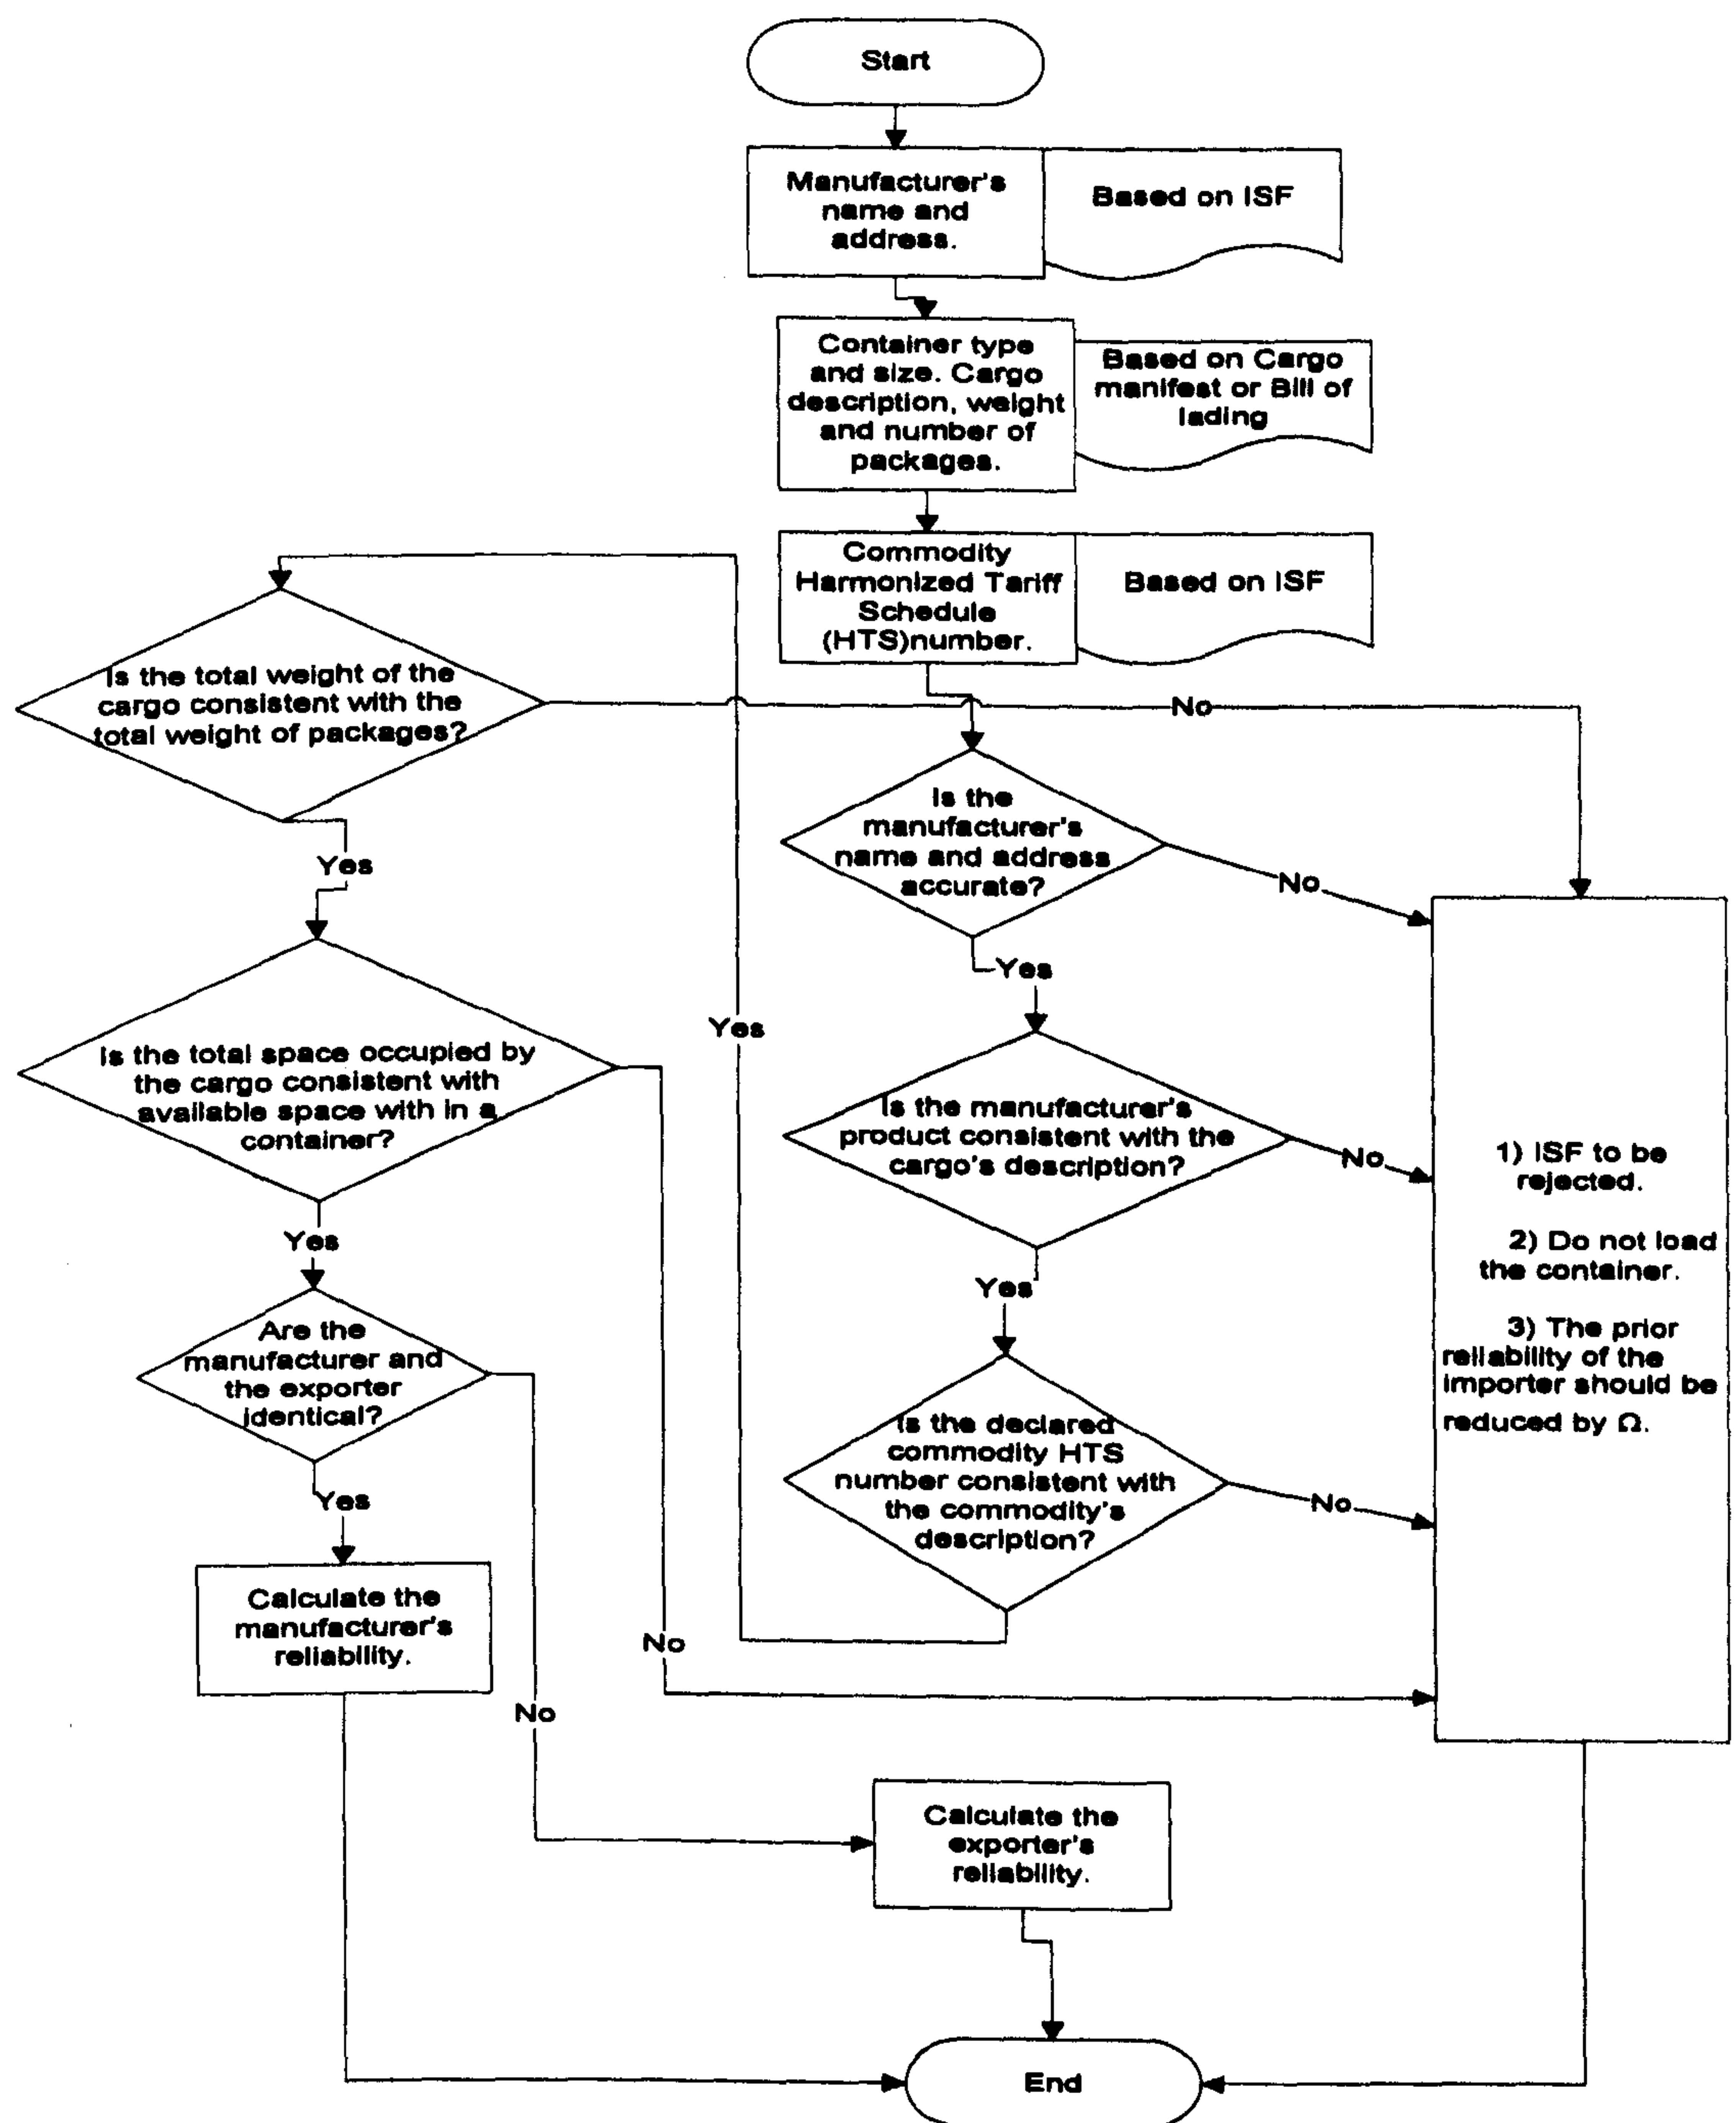 Start
Manufacturer's
name and
address.
Based on ISF
Container type
and size. Cargo
description, weight
and number of
packages.
Based on Cargo
manifest or Bill of
lading
Commodity
Harmonized Tariff
Schedule
(HTS)number.
Based on ISF
Is the total weight of the
cargo consistent with the
total weight of packages?
No
Yes
Is the
manufacturer's
name and address
accurate?
No
Yes
Is the total space occupied by
the cargo consistent with
available space with in a
container?
Yes
No
Is the manufacturer's
product consistent with the
cargo's description?
No
Yes
Is the declared
commodity HTS
number consistent with
the commodity's
description?
No
Yes
Are the
manufacturer and
the exporter
identical?
Yes
No
Calculate the
manufacturer's
reliability.
1) ISF to be
rejected.
2) Do not load
the container.
3) The prior
reliability of the
importer should be
reduced by Ω.
Calculate the
exporter's
reliability.
End